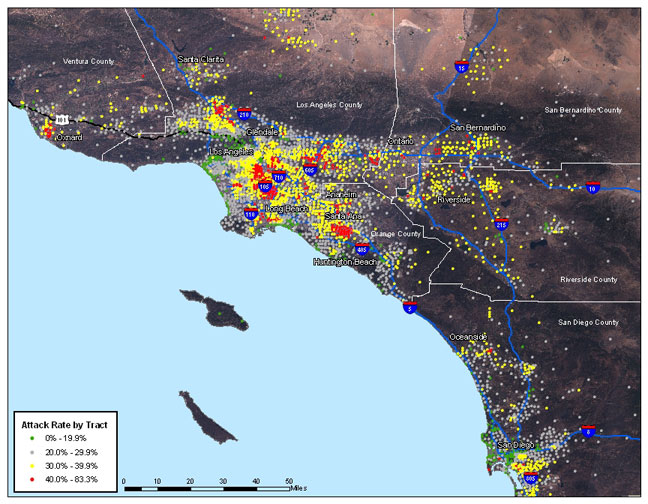 Ventura County
Santa Clarita
15
Los Angeles County
San Bernardino County
101
210
Oxnard
Glendale
Ontario
San Bernardino
Los Angeles
605
710
10
105
Anaheim
Riverside
Long Beach
110
Santa Ana
215
Orange County
405
Huntington Beach
Riverside County
5
San Diego County
Oceanside
Attack Rate by Tract
0% - 19.9%
20.0% - 29.9%
30.0% - 39.9%
40.0% - 83.3%
San Diego
8
805
0 10 20 30 40 50
Miles